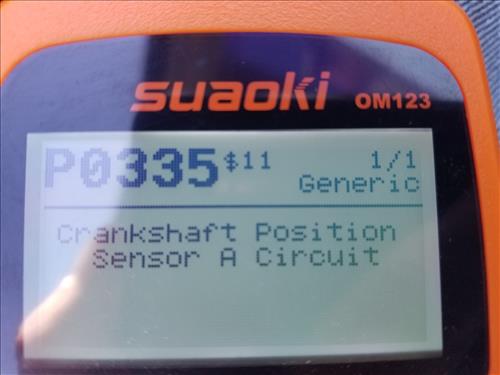 suaoki OM123
P0335 $11 1/1
Generic
Crankshaft Position
Sensor A Circuit